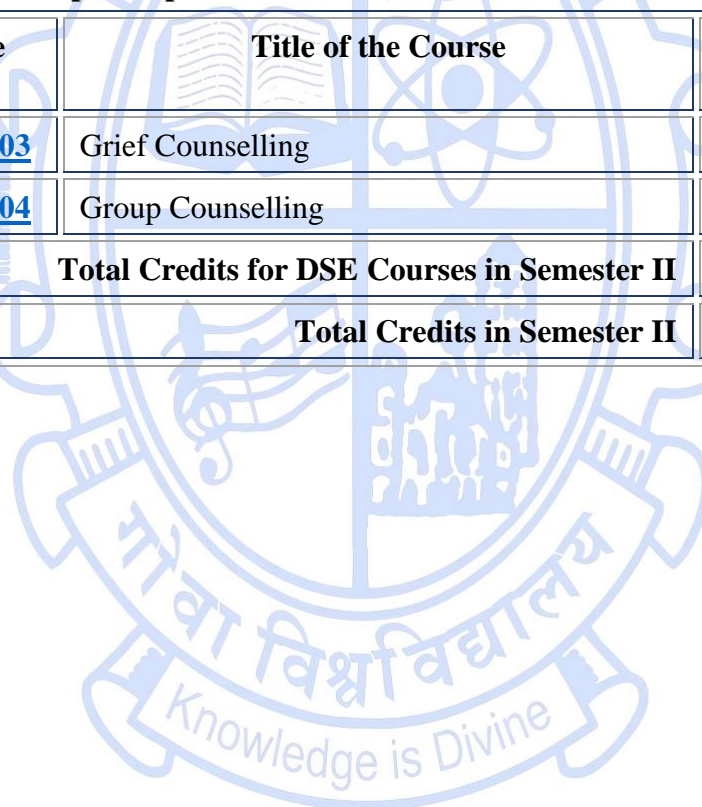 e Title of the Course
03 Grief Counselling
04 Group Counselling
Total Credits for DSE Courses in Semester II
Total Credits in Semester II
गोंवा विश्वविद्यालय
Knowledge is Divine